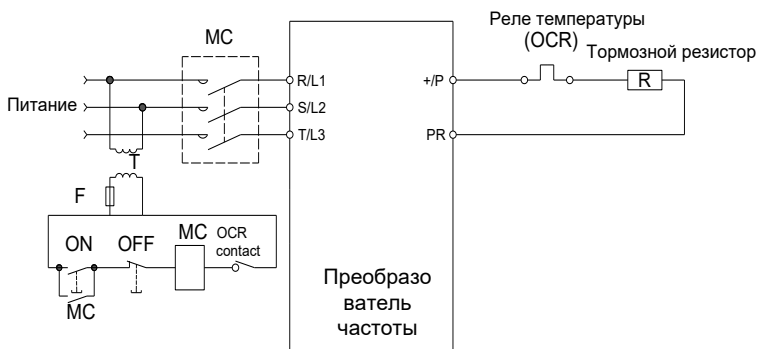 Реле температуры
(OCR)
Тормозной резистор
MC
R/L1
+/P
R
Питание
S/L2
T/L3
PR
T
F
ON
OFF
MC
OCR
contact
MC
Преобразо
ватель
частоты